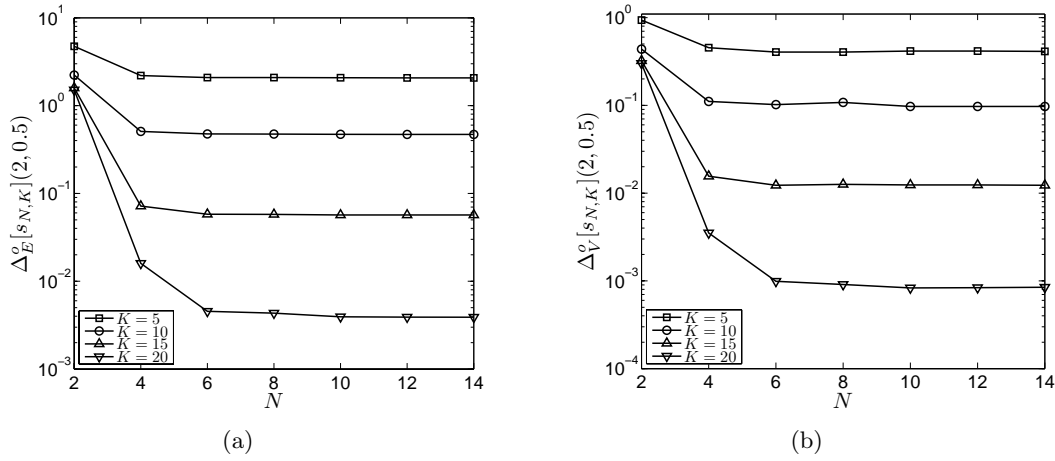 10^1
10^0
10^{-1}
10^{-2}
10^{-3}
\Delta_E^o[s_{N,K}](2, 0.5)
K = 5
K = 10
K = 15
K = 20
2 4 6 8 10 12 14
N
(a)
10^0
10^{-1}
10^{-2}
10^{-3}
10^{-4}
\Delta_V^o[s_{N,K}](2, 0.5)
K = 5
K = 10
K = 15
K = 20
2 4 6 8 10 12 14
N
(b)